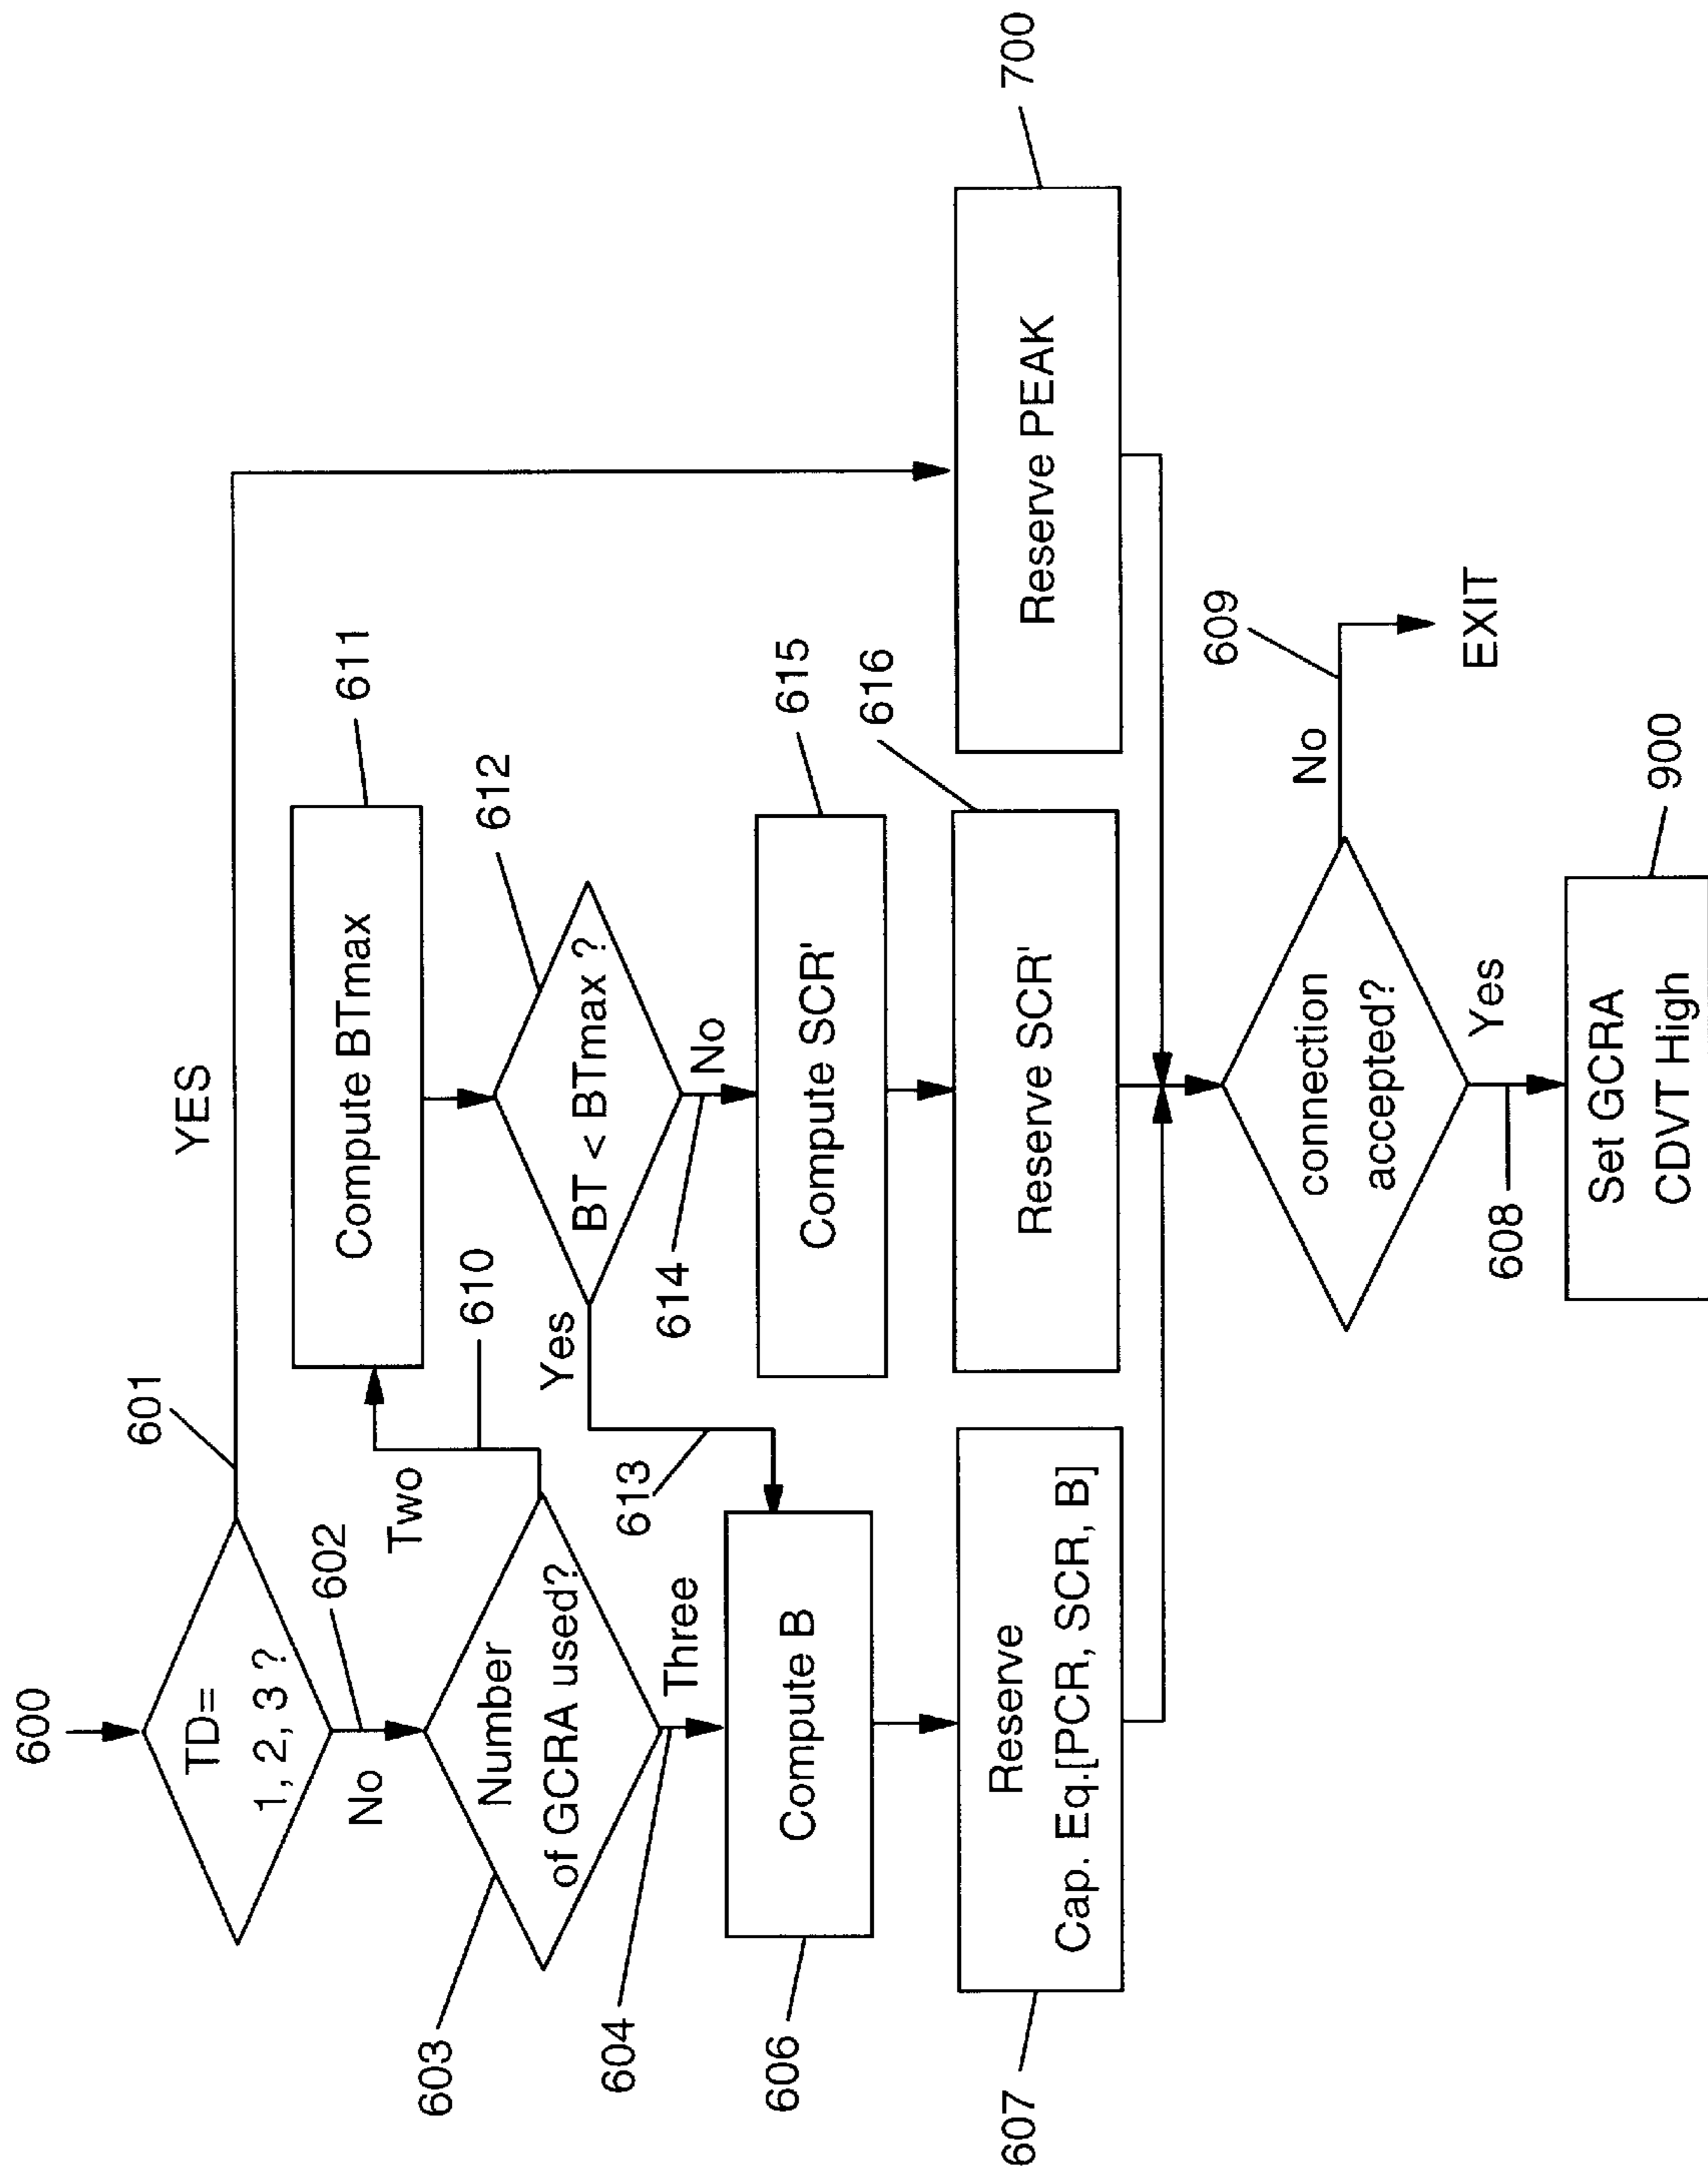 600
TD=
1, 2, 3 ?
601
YES
602
No
603
Number
of GCRA used?
Two
610
604
Three
Compute BTmax
611
BT < BTmax ?
612
Yes
613
614
No
Compute B
606
Compute SCR'
615
Reserve
Cap. Eq.[PCR, SCR, B]
607
Reserve SCR'
616
Reserve PEAK
700
connection
accepted?
No
609
EXIT
608
Yes
Set GCRA
CDVT High
900